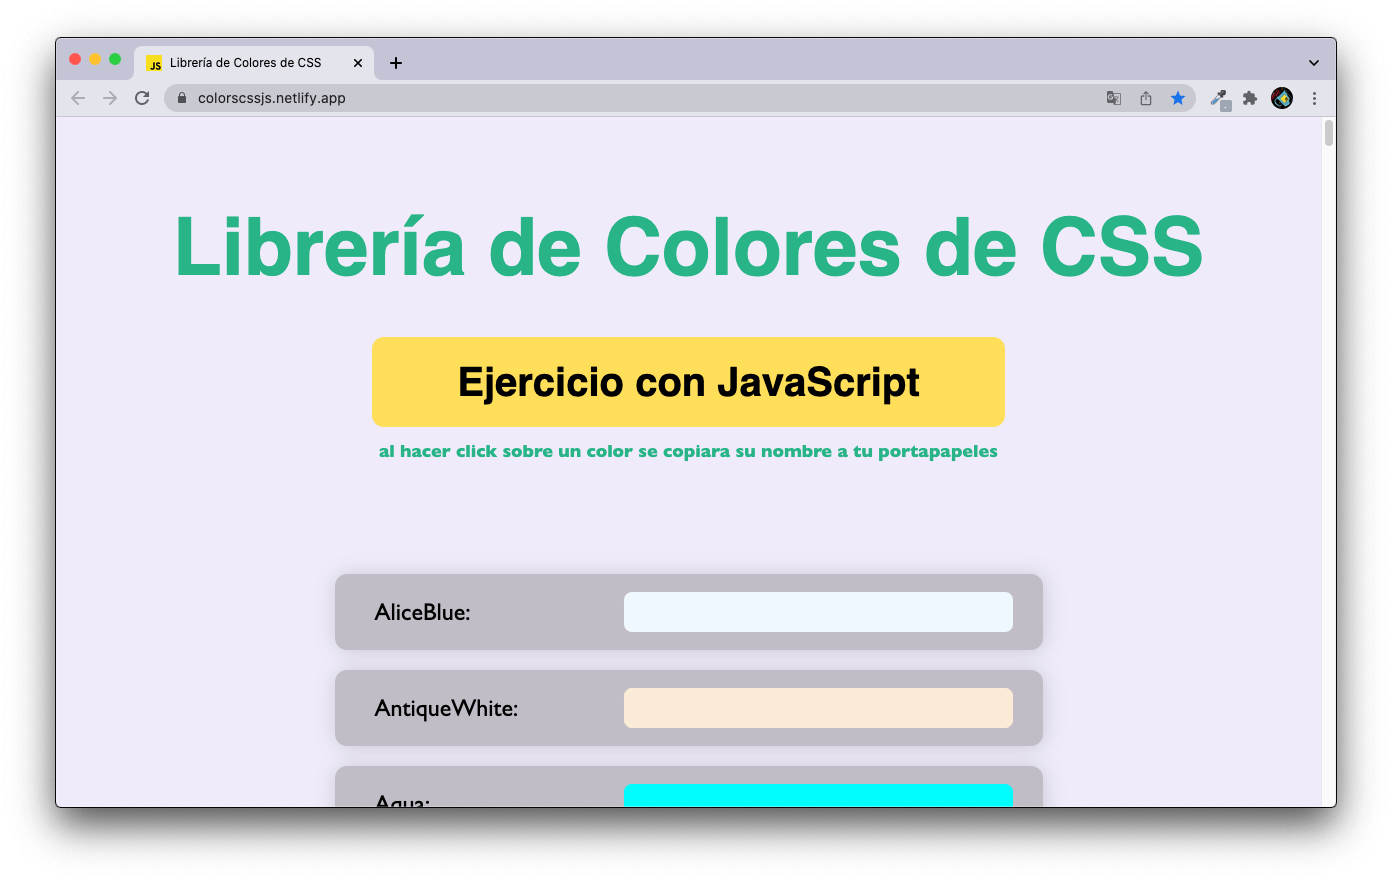 JS Librería de Colores de CSS
colorscssjs.netlify.app
Librería de Colores de CSS
Ejercicio con JavaScript
al hacer click sobre un color se copiara su nombre a tu portapapeles
AliceBlue:
AntiqueWhite:
Aqua: